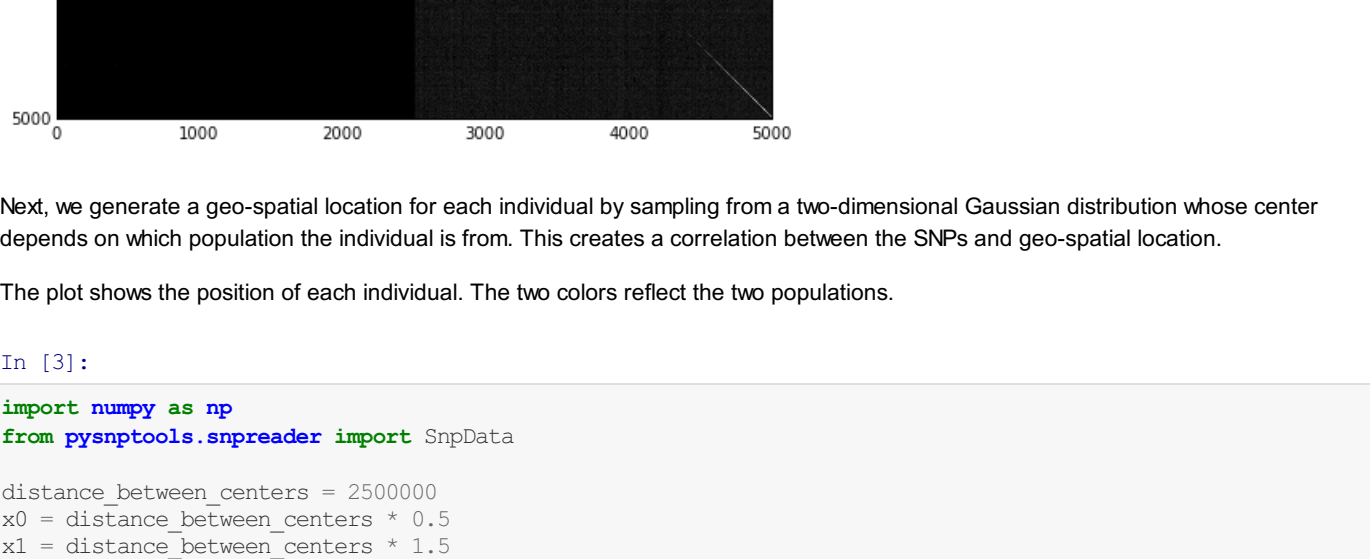 5000
0 1000 2000 3000 4000 5000
Next, we generate a geo-spatial location for each individual by sampling from a two-dimensional Gaussian distribution whose center
depends on which population the individual is from. This creates a correlation between the SNPs and geo-spatial location.
The plot shows the position of each individual. The two colors reflect the two populations.
In [3]:
import numpy as np
from pysnptools.snpreader import SnpData
distance_between_centers = 2500000
x0 = distance_between_centers * 0.5
x1 = distance_between_centers * 1.5